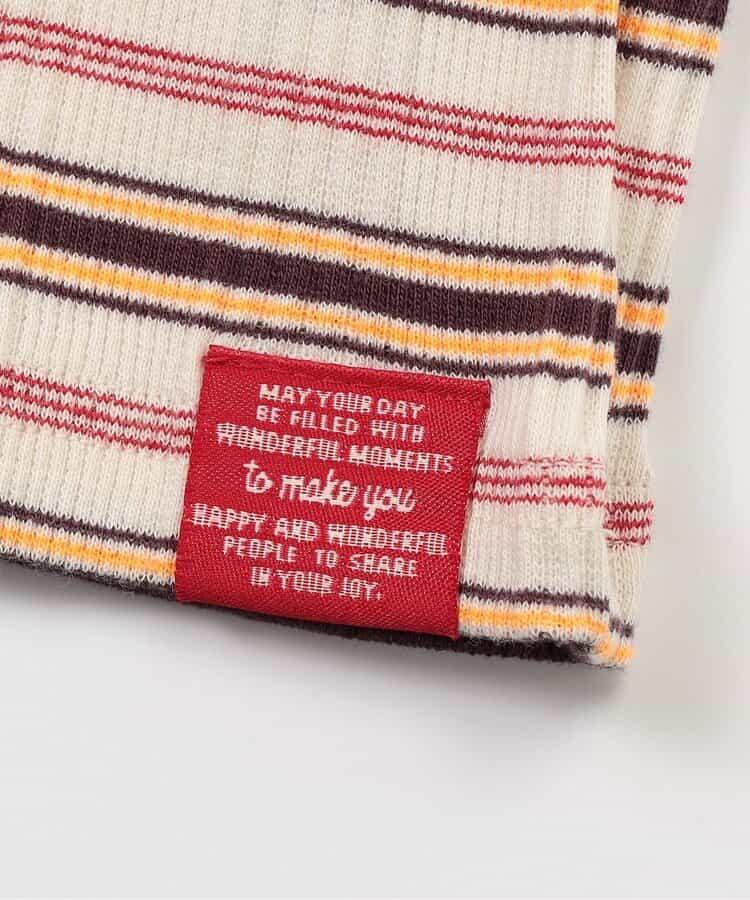 MAY YOUR DAY
BE FILLED WITH
WONDERFUL MOMENTS
to make you
HAPPY AND WONDERFUL
PEOPLE TO SHARE
IN YOUR JOY.